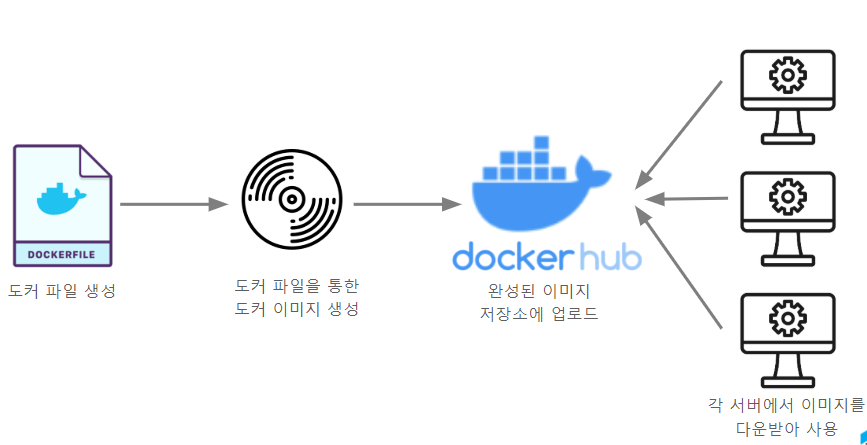 DOCKERFILE
도커 파일 생성
도커 파일을 통한
도커 이미지 생성
docker hub
완성된 이미지
저장소에 업로드
각 서버에서 이미지를
다운받아 사용